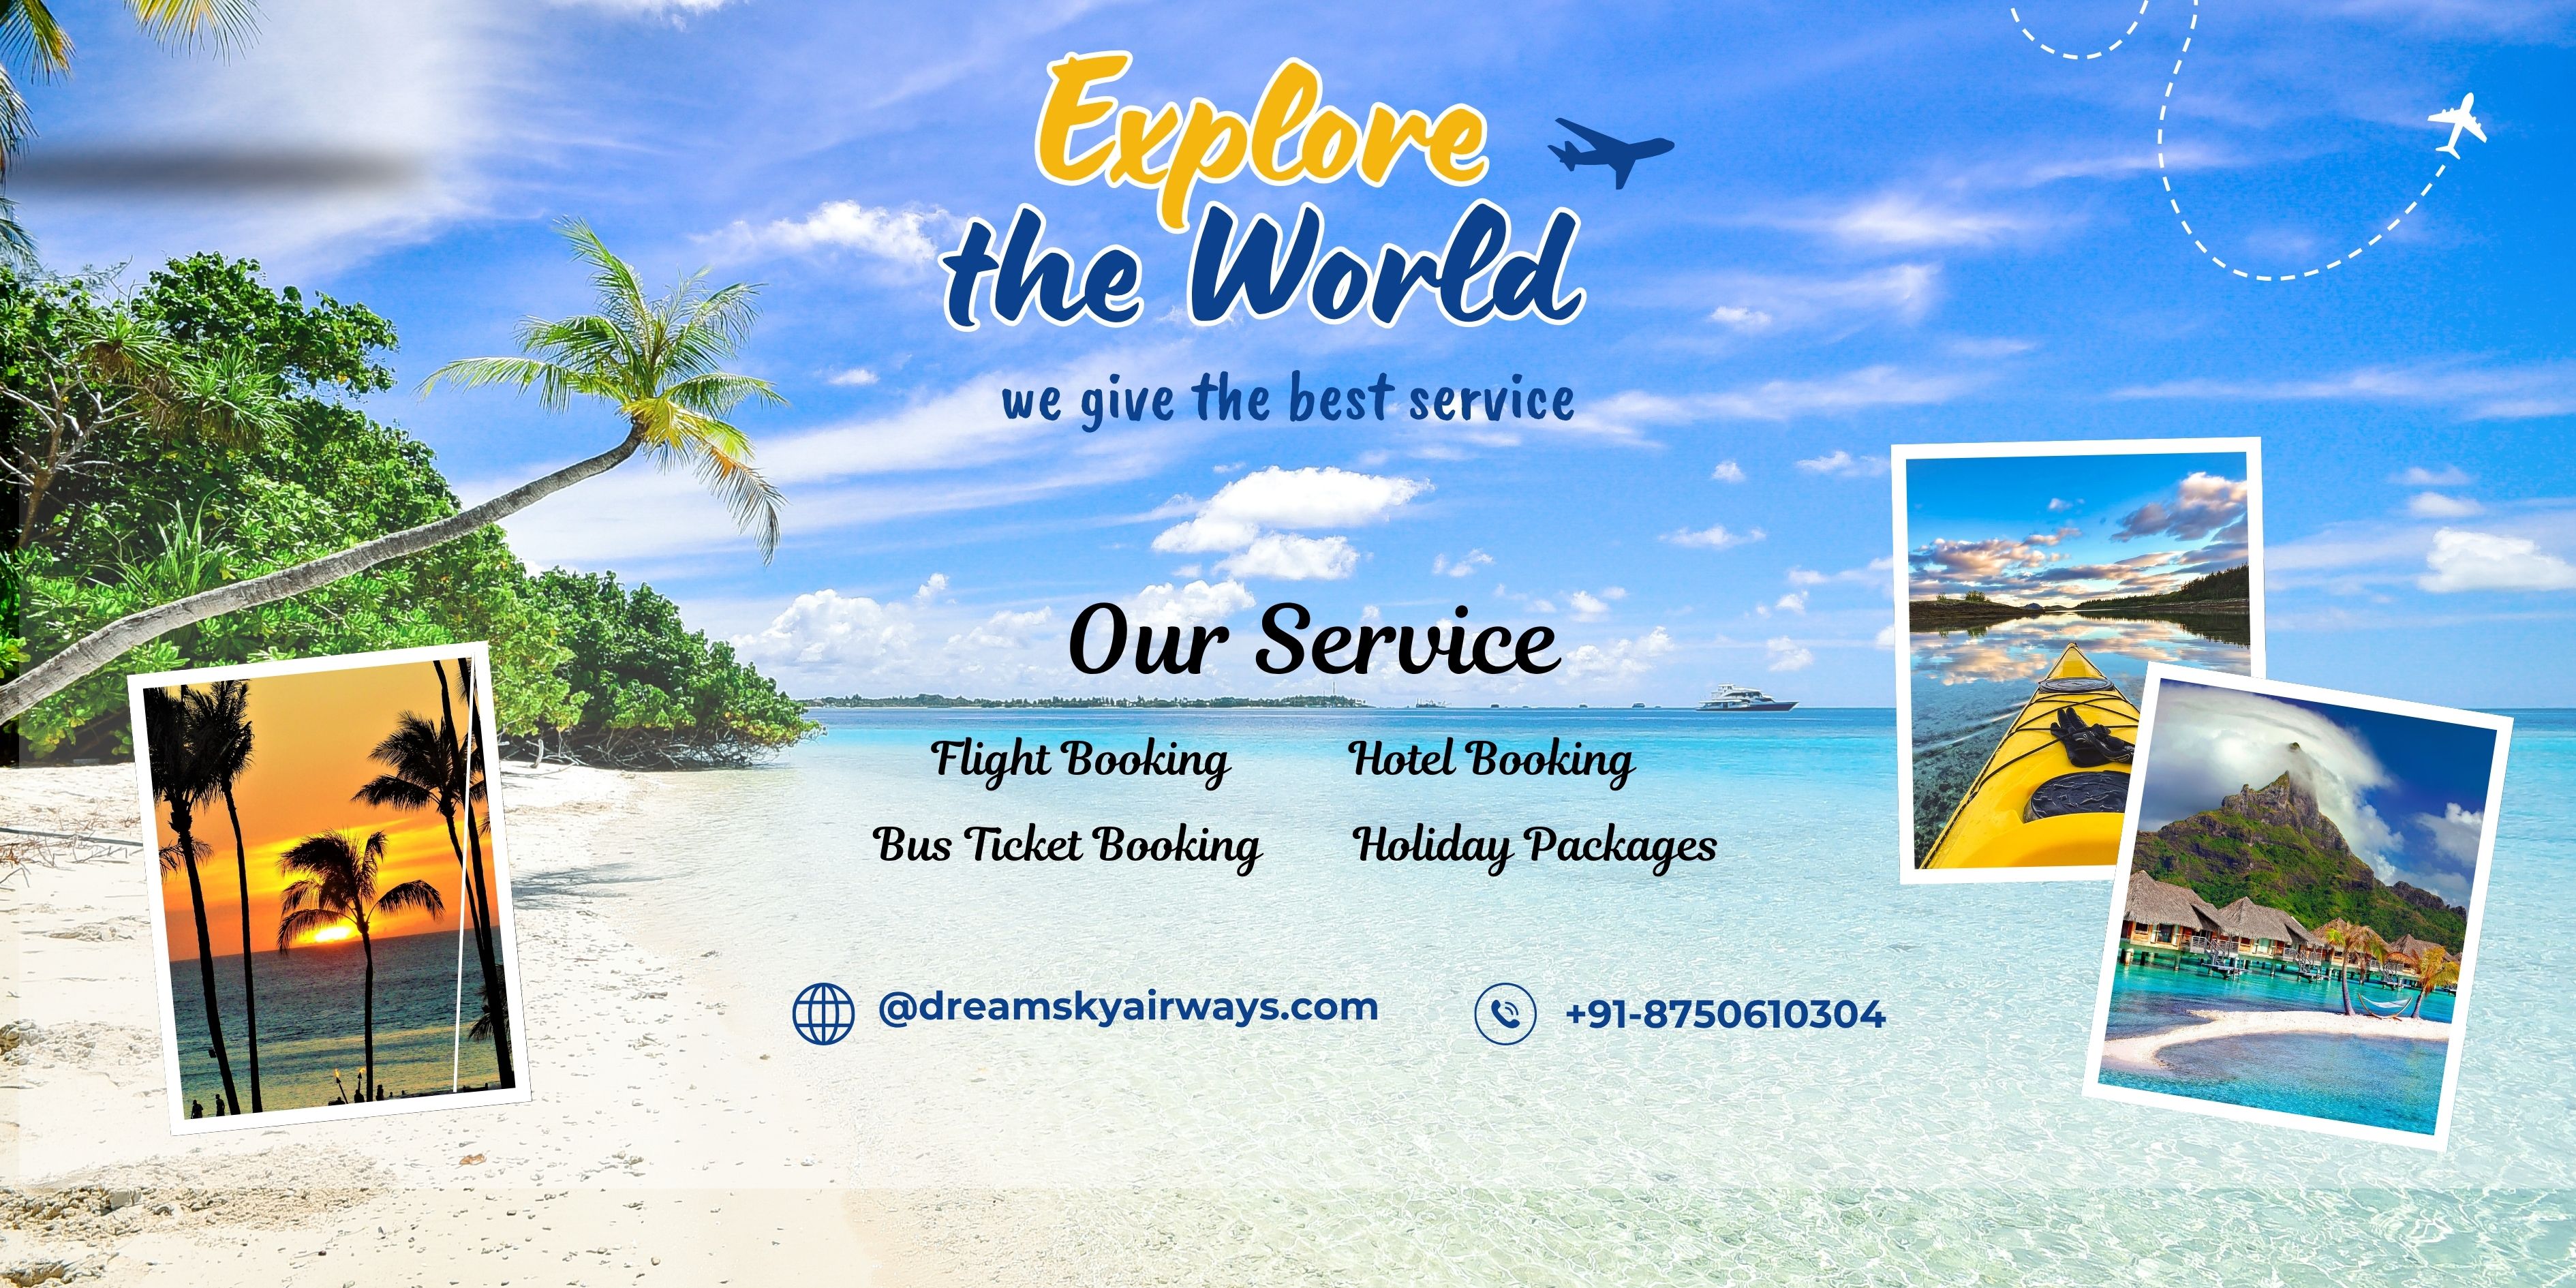 Explore
the World
we give the best service
Our Service
Flight Booking
Hotel Booking
Bus Ticket Booking
Holiday Packages
@dreamskyairways.com
+91-8750610304